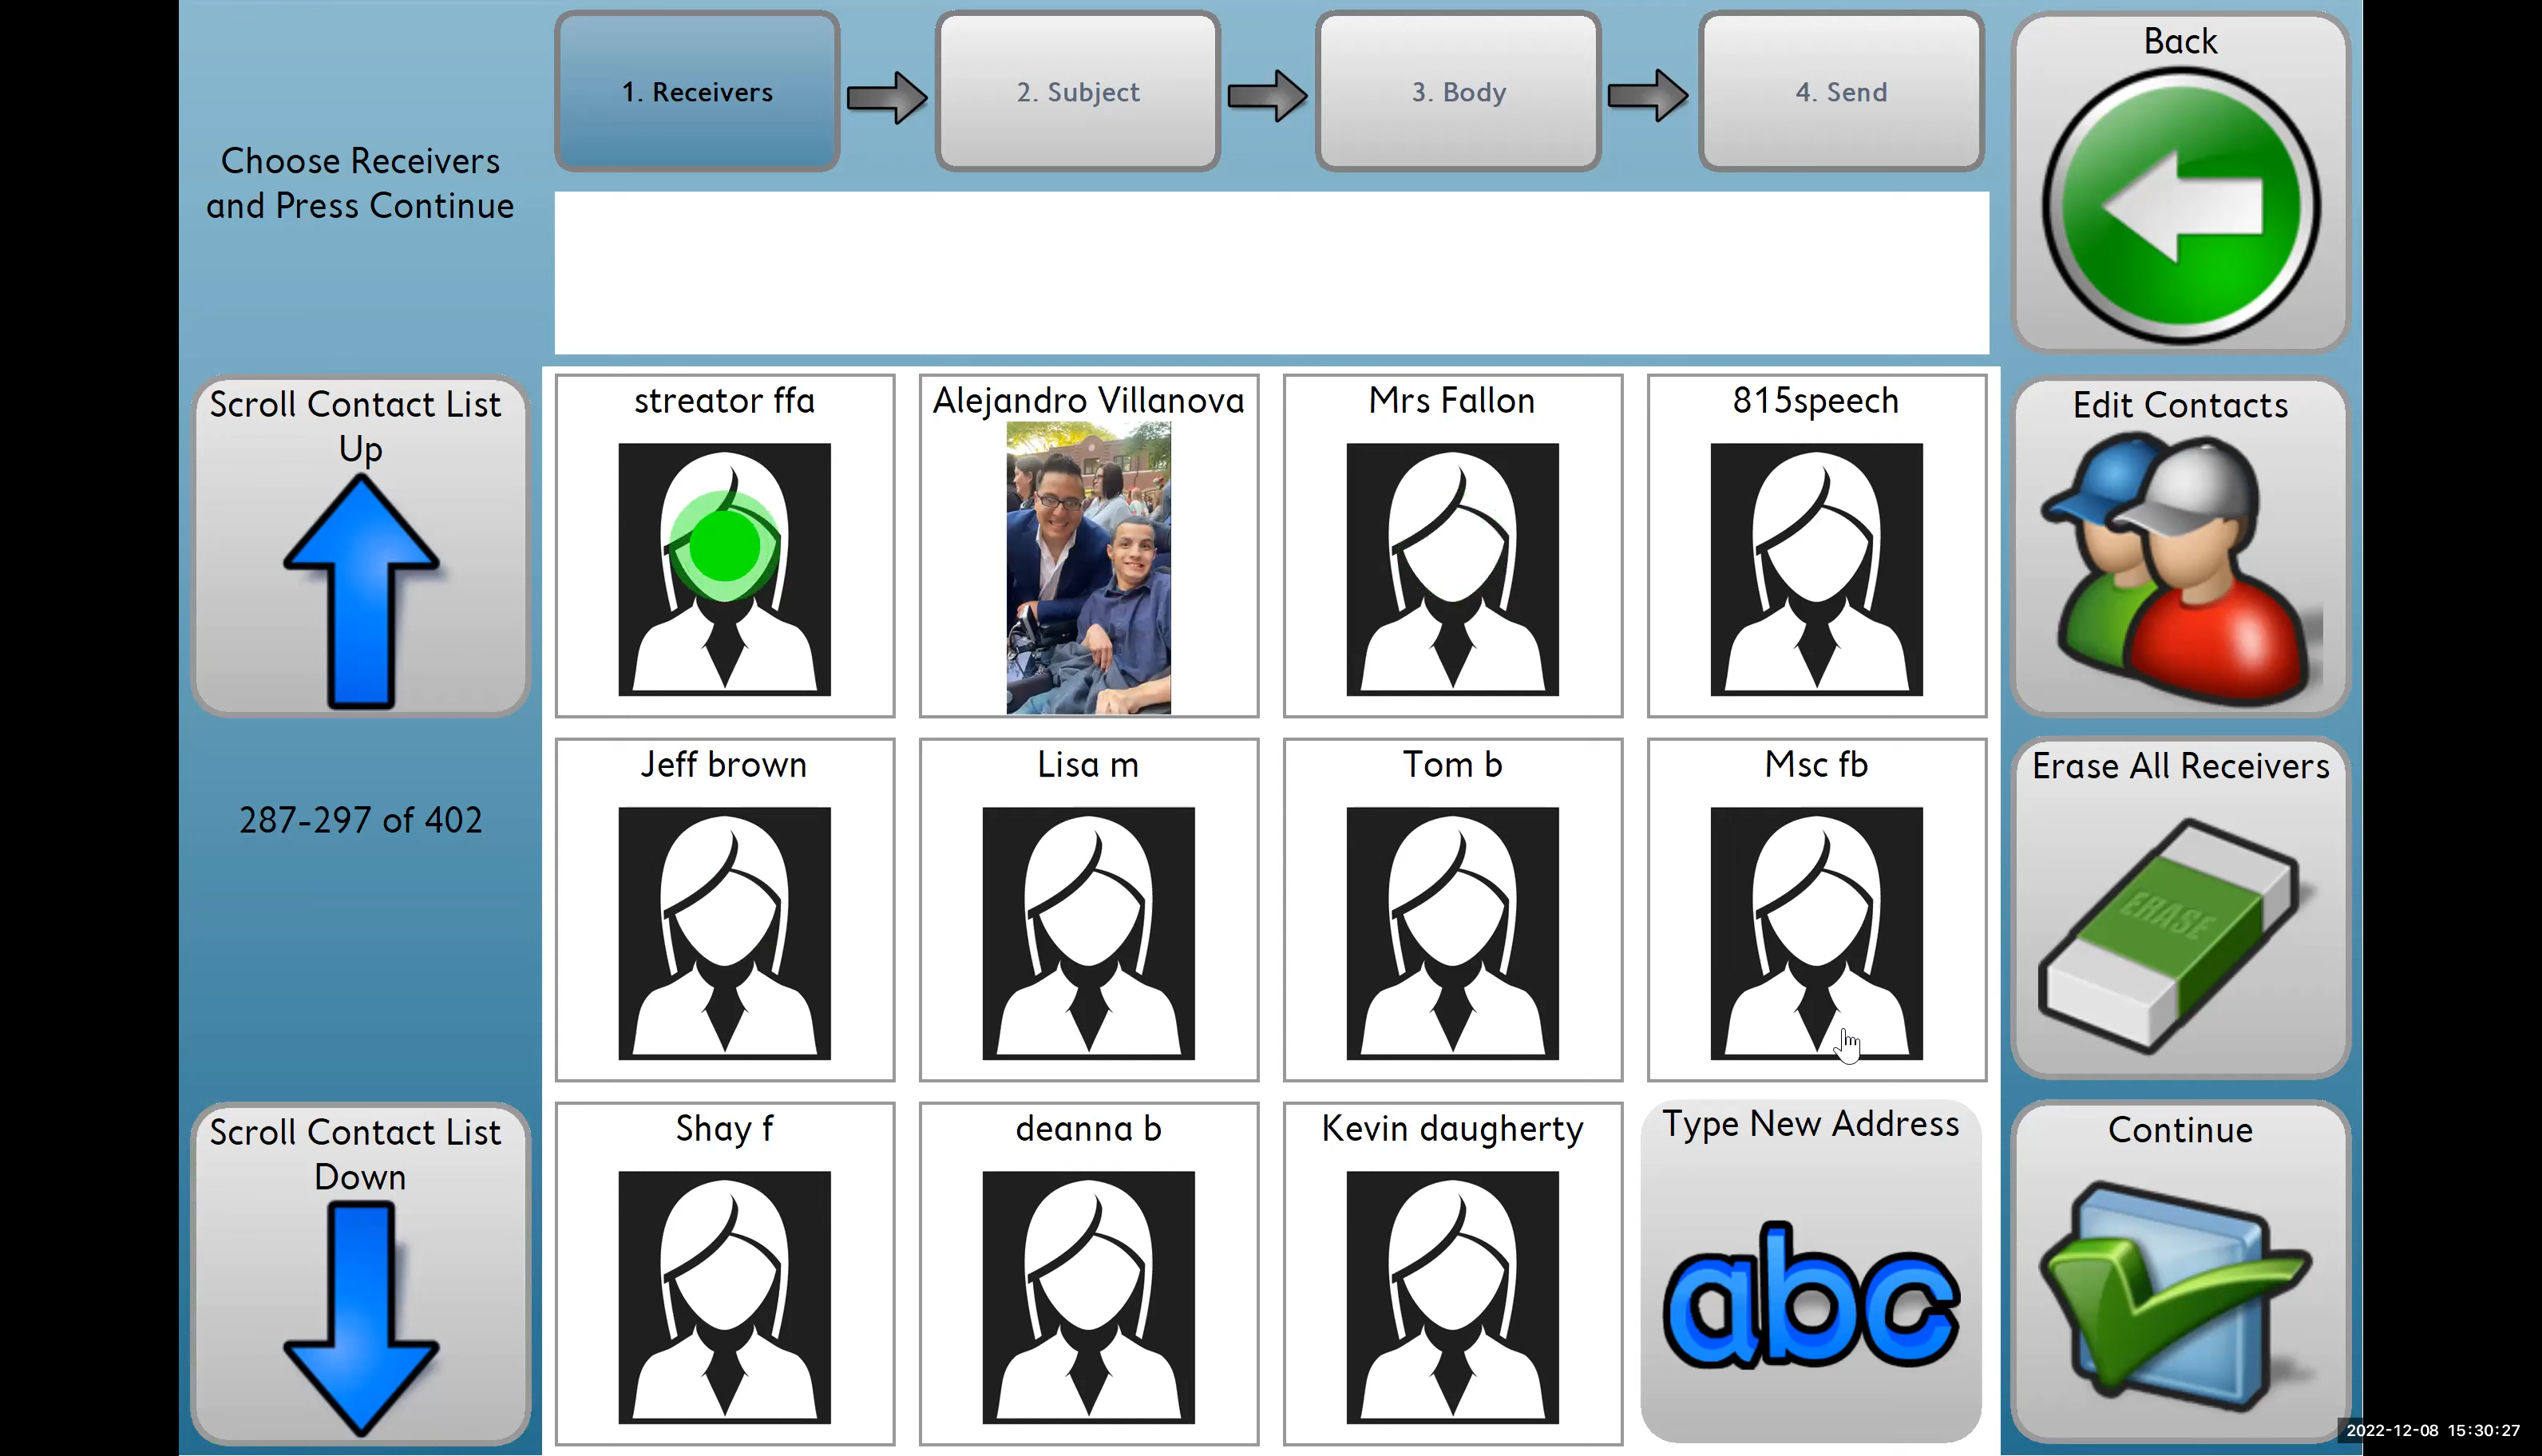 1. Receivers
2. Subject
3. Body
4. Send
Back
Choose Receivers
and Press Continue
Scroll Contact List
Up
streator ffa
Alejandro Villanova
Mrs Fallon
815speech
Edit Contacts
Jeff brown
Lisa m
Tom b
Msc fb
Erase All Receivers
ERASE
287-297 of 402
Scroll Contact List
Down
Shay f
deanna b
Kevin daugherty
Type New Address
abc
Continue
2022-12-08 15:30:27